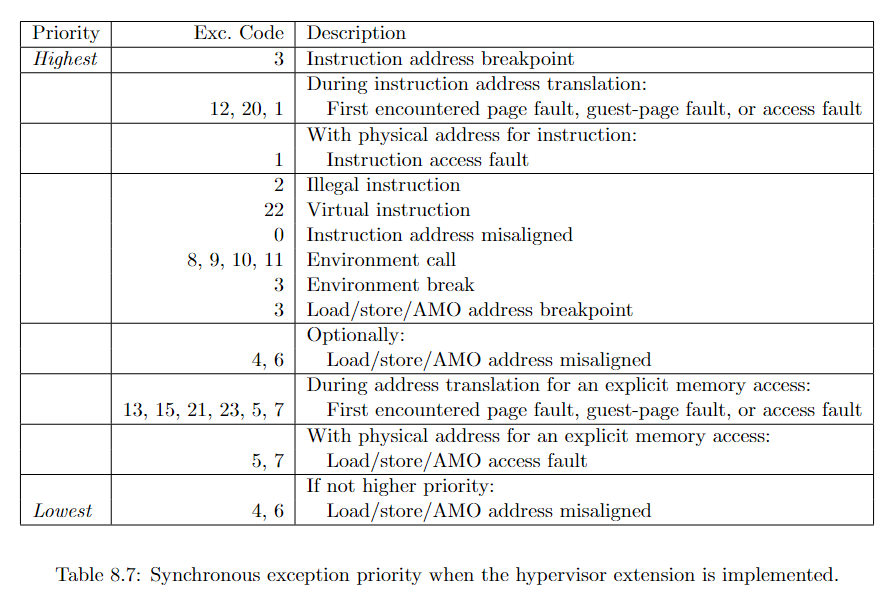 Priority Exc. Code Description
Highest 3 Instruction address breakpoint
During instruction address translation:
12, 20, 1 First encountered page fault, guest-page fault, or access fault
With physical address for instruction:
1 Instruction access fault
2 Illegal instruction
22 Virtual instruction
0 Instruction address misaligned
8, 9, 10, 11 Environment call
3 Environment break
3 Load/store/AMO address breakpoint
Optionally:
4, 6 Load/store/AMO address misaligned
During address translation for an explicit memory access:
13, 15, 21, 23, 5, 7 First encountered page fault, guest-page fault, or access fault
With physical address for an explicit memory access:
5, 7 Load/store/AMO access fault
If not higher priority:
Lowest 4, 6 Load/store/AMO address misaligned
Table 8.7: Synchronous exception priority when the hypervisor extension is implemented.